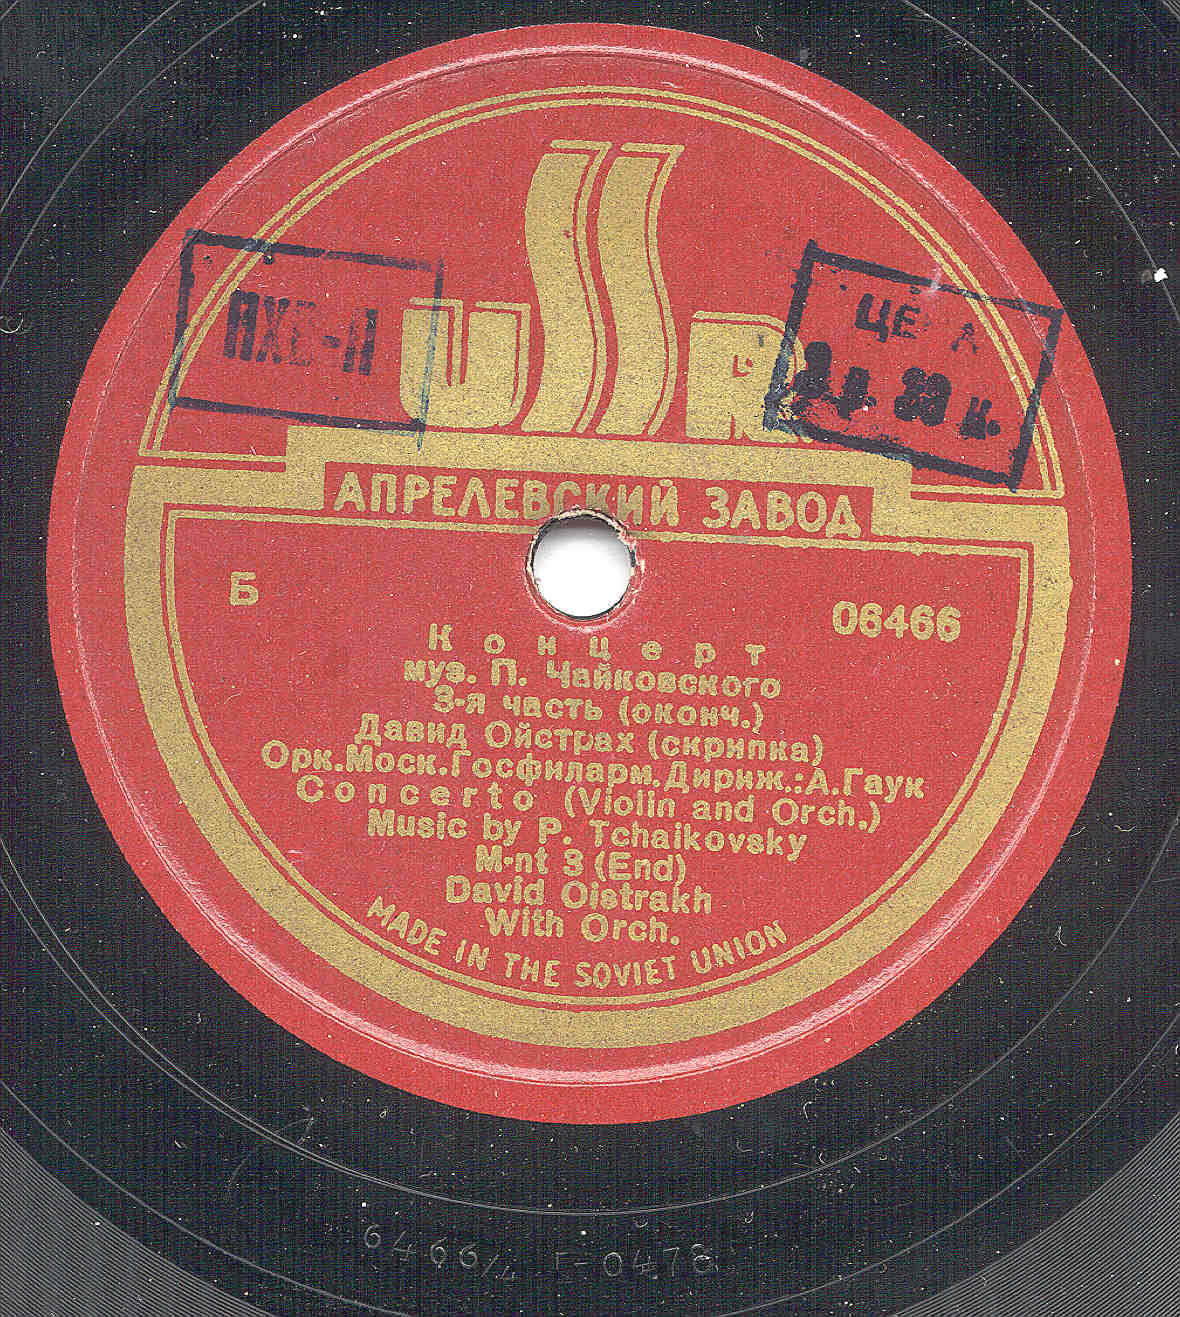 ПХВ-П
USSR
ЦЕНА
АПРЕЛЕВСКИЙ ЗАВОД
Б
06466
Концерт
муз. П. Чайковского
3-я часть (оконч.)
Давид Ойстрах (скрипка)
Орк.Моск.Госфиларм.Дириж.:А.Гаук
Concerto (Violin and Orch.)
Music by P. Tchaikovsky
M-nt 3 (End)
David Oistrakh
With Orch.
MADE IN THE SOVIET UNION
6466/4 Г-0478